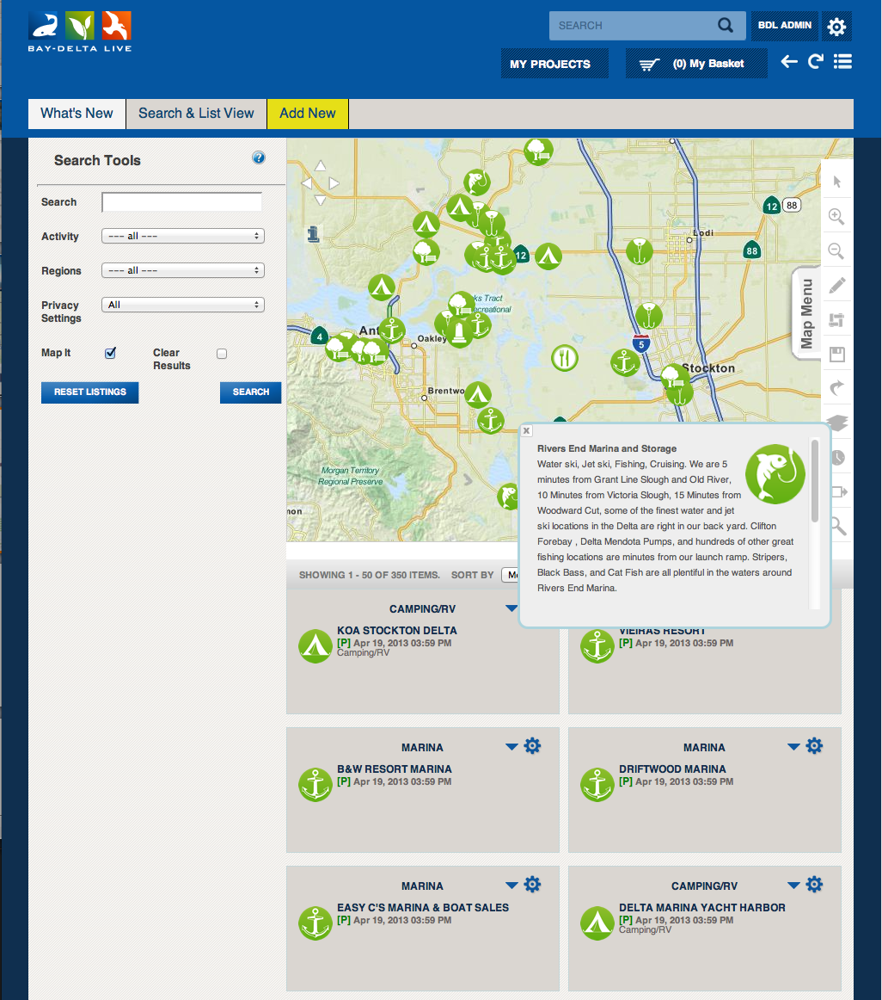 SEARCH
BDL ADMIN
BAY-DELTA LIVE
MY PROJECTS
(0) My Basket
What's New
Search & List View
Add New
Search Tools
?
Search
Activity
--- all ---
Regions
--- all ---
Privacy
Settings
All
Map It
Clear
Results
RESET LISTINGS
SEARCH
12
88
Lodi
88
12
ks Tract
ecreational
Map Menu
Ant
4
Oakley
5
Stockton
Brentwo
Morgan Territory
Regional Preserve
non
x
Rivers End Marina and Storage
Water ski, Jet ski, Fishing, Cruising. We are 5
minutes from Grant Line Slough and Old River,
10 Minutes from Victoria Slough, 15 Minutes from
Woodward Cut, some of the finest water and jet
ski locations in the Delta are right in our back yard. Clifton
Forebay , Delta Mendota Pumps, and hundreds of other great
fishing locations are minutes from our launch ramp. Stripers,
Black Bass, and Cat Fish are all plentiful in the waters around
Rivers End Marina.
SHOWING 1 - 50 OF 350 ITEMS.
SORT BY
CAMPING/RV
KOA STOCKTON DELTA
[P] Apr 19, 2013 03:59 PM
Camping/RV
VIEIRAS RESORT
[P] Apr 19, 2013 03:59 PM
MARINA
B&W RESORT MARINA
[P] Apr 19, 2013 03:59 PM
MARINA
DRIFTWOOD MARINA
[P] Apr 19, 2013 03:59 PM
MARINA
EASY C'S MARINA & BOAT SALES
[P] Apr 19, 2013 03:59 PM
CAMPING/RV
DELTA MARINA YACHT HARBOR
[P] Apr 19, 2013 03:59 PM
Camping/RV